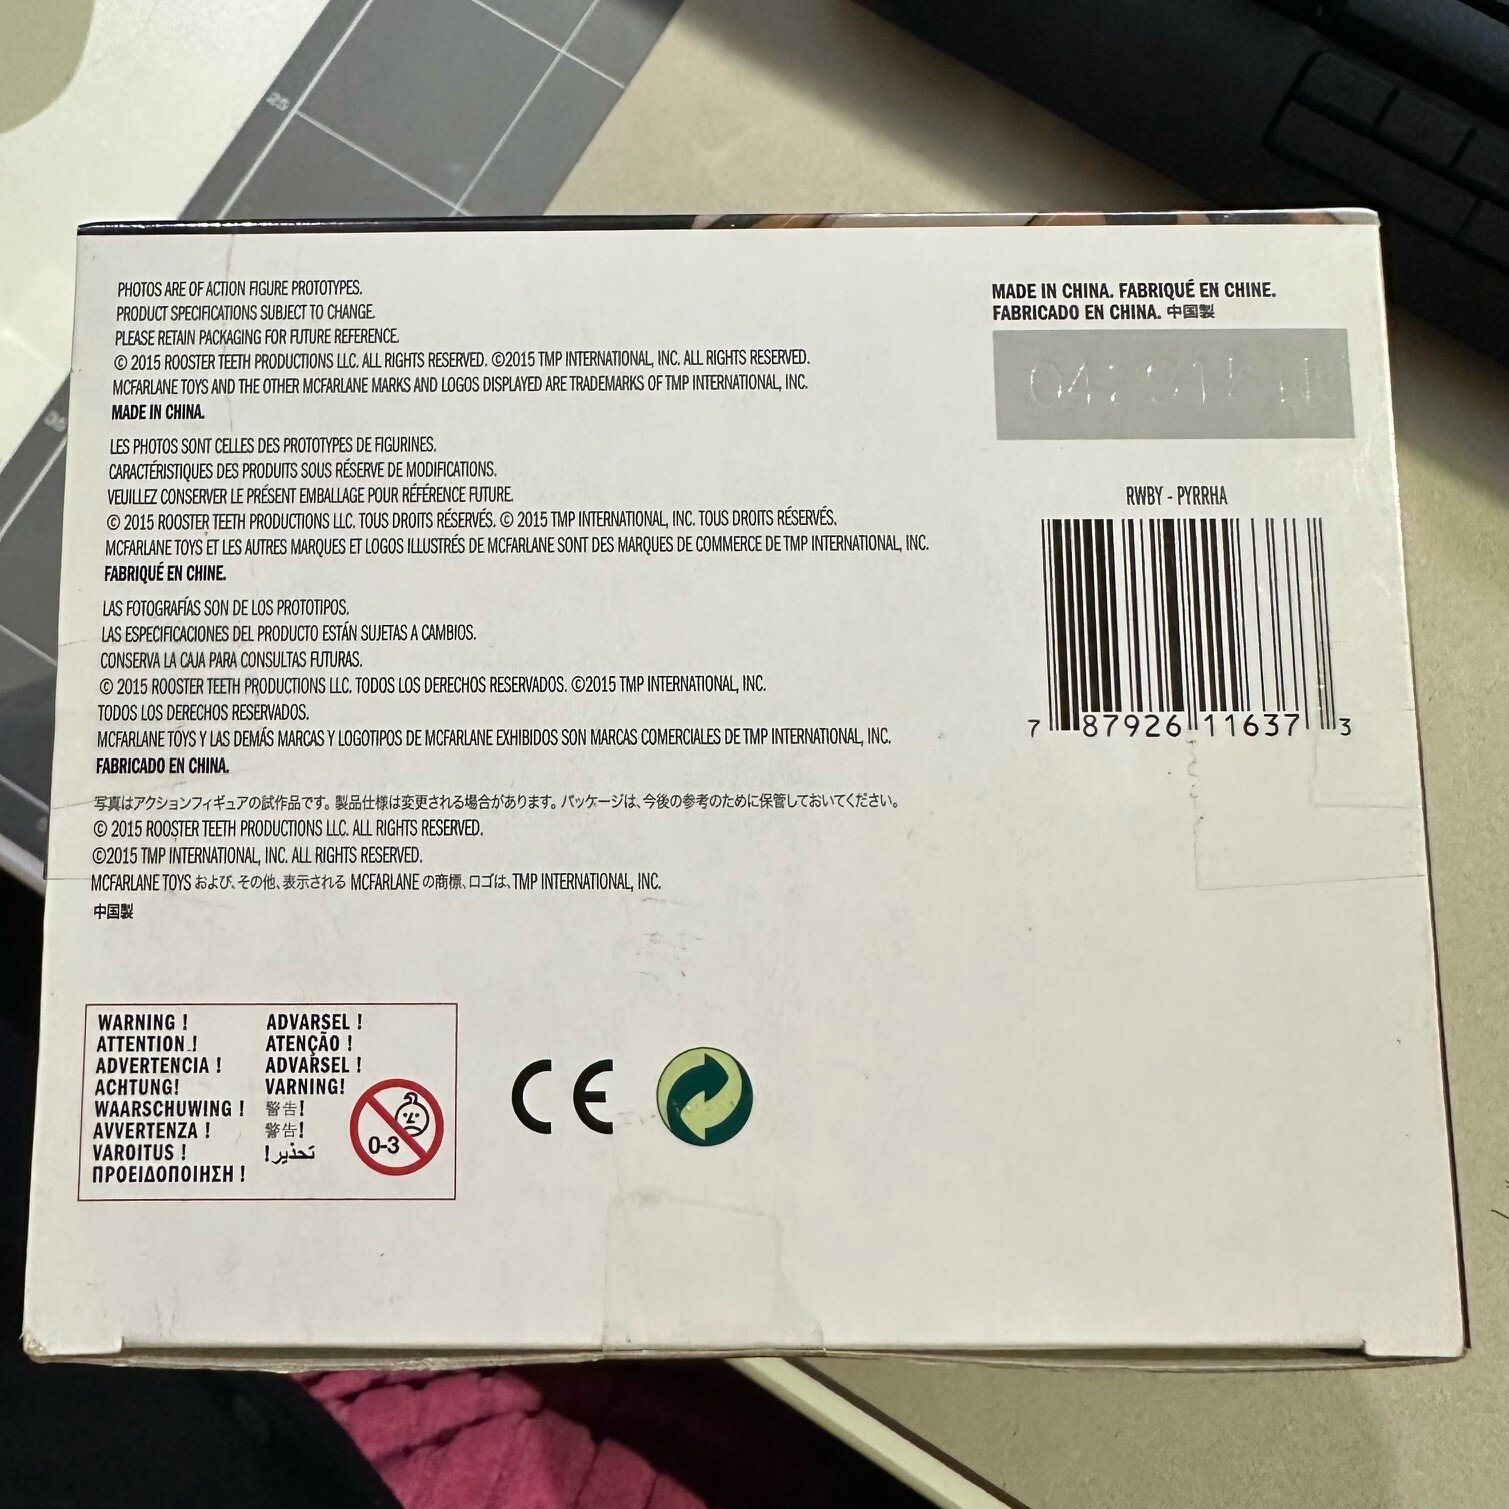 PHOTOS ARE OF ACTION FIGURE PROTOTYPES.
PRODUCT SPECIFICATIONS SUBJECT TO CHANGE.
PLEASE RETAIN PACKAGING FOR FUTURE REFERENCE.
© 2015 ROOSTER TEETH PRODUCTIONS LLC. ALL RIGHTS RESERVED. ©2015 TMP INTERNATIONAL, INC. ALL RIGHTS RESERVED.
MCFARLANE TOYS AND THE OTHER MCFARLANE MARKS AND LOGOS DISPLAYED ARE TRADEMARKS OF TMP INTERNATIONAL, INC.
MADE IN CHINA.
LES PHOTOS SONT CELLES DES PROTOTYPES DE FIGURINES.
CARACTÉRISTIQUES DES PRODUITS SOUS RÉSERVE DE MODIFICATIONS.
VEUILLEZ CONSERVER LE PRÉSENT EMBALLAGE POUR RÉFÉRENCE FUTURE.
© 2015 ROOSTER TEETH PRODUCTIONS LLC. TOUS DROITS RÉSERVÉS. © 2015 TMP INTERNATIONAL, INC. TOUS DROITS RÉSERVÉS.
MCFARLANE TOYS ET LES AUTRES MARQUES ET LOGOS ILLUSTRÉS DE MCFARLANE SONT DES MARQUES DE COMMERCE DE TMP INTERNATIONAL, INC.
FABRIQUÉ EN CHINE.
LAS FOTOGRAFÍAS SON DE LOS PROTOTIPOS.
LAS ESPECIFICACIONES DEL PRODUCTO ESTÁN SUJETAS A CAMBIOS.
CONSERVA LA CAJA PARA CONSULTAS FUTURAS.
© 2015 ROOSTER TEETH PRODUCTIONS LLC. TODOS LOS DERECHOS RESERVADOS. ©2015 TMP INTERNATIONAL, INC.
TODOS LOS DERECHOS RESERVADOS.
MCFARLANE TOYS Y LAS DEMÁS MARCAS Y LOGOTIPOS DE MCFARLANE EXHIBIDOS SON MARCAS COMERCIALES DE TMP INTERNATIONAL, INC.
FABRICADO EN CHINA.
写真はアクションフィギュアの試作品です。製品仕様は変更される場合があります。パッケージは、今後の参考のために保管しておいてください。
© 2015 ROOSTER TEETH PRODUCTIONS LLC. ALL RIGHTS RESERVED.
©2015 TMP INTERNATIONAL, INC. ALL RIGHTS RESERVED.
MCFARLANE TOYS および、その他、表示される MCFARLANE の商標、ロゴは、TMP INTERNATIONAL, INC.
中国製
MADE IN CHINA. FABRIQUÉ EN CHINE.
FABRICADO EN CHINA. 中国製
RWBY - PYRRHA
7 87926 11637 3
WARNING !
ATTENTION !
ADVERTENCIA !
ACHTUNG!
WAARSCHUWING !
AVVERTENZA !
VAROITUS !
ΠΡΟΕΙΔΟΠΟΙΗΣΗ !
ADVARSEL !
ATENÇÃO !
ADVARSEL !
VARNING!
警告!
警告!
تحذير!
0-3
CE